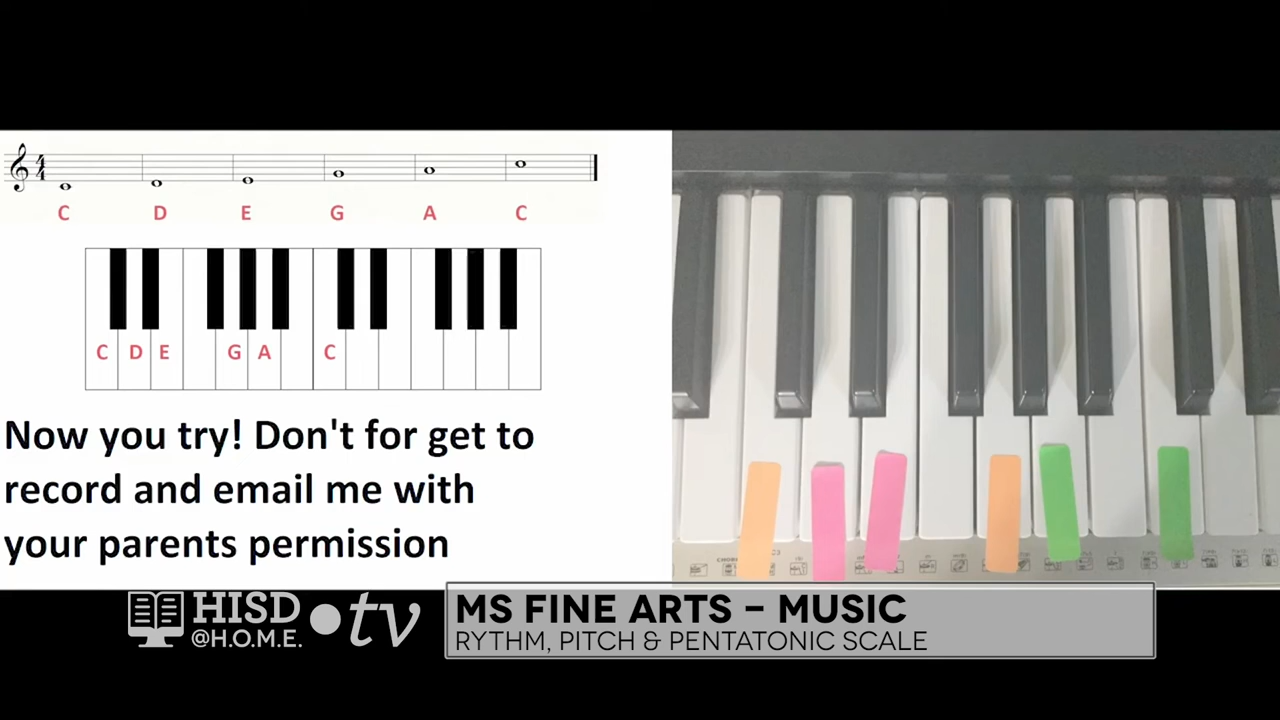 C D E G A C
C D E G A C
Now you try! Don't for get to
record and email me with
your parents permission
HISD
@H.O.M.E.
tv
MS FINE ARTS - MUSIC
RYTHM, PITCH & PENTATONIC SCALE